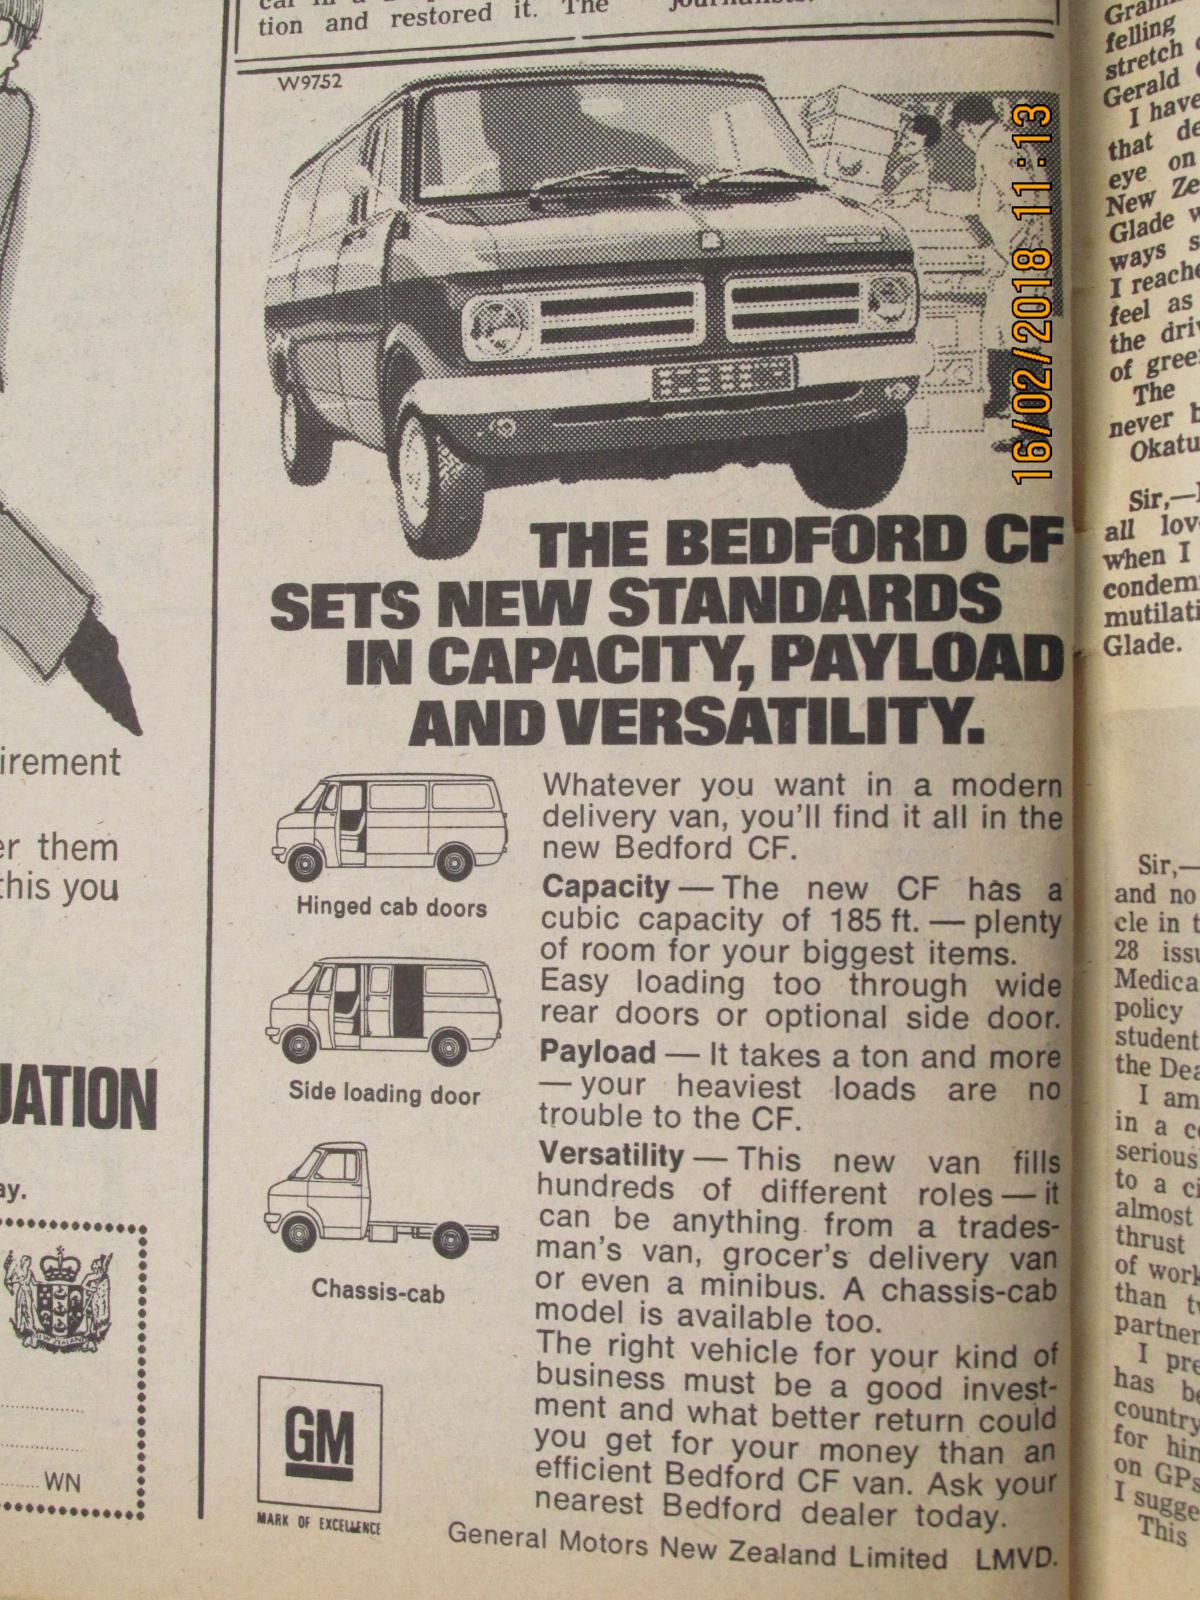 tion and restored it. The
W9752
16/02/2018 11:13
THE BEDFORD CF
SETS NEW STANDARDS
IN CAPACITY, PAYLOAD
AND VERSATILITY.
Hinged cab doors
Side loading door
Chassis-cab
GM
MARK OF EXCELLENCE
Whatever you want in a modern
delivery van, you'll find it all in the
new Bedford CF.
Capacity — The new CF has a
cubic capacity of 185 ft. — plenty
of room for your biggest items.
Easy loading too through wide
rear doors or optional side door.
Payload — It takes a ton and more
— your heaviest loads are no
trouble to the CF.
Versatility — This new van fills
hundreds of different roles — it
can be anything from a trades-
man's van, grocer's delivery van
or even a minibus. A chassis-cab
model is available too.
The right vehicle for your kind of
business must be a good invest-
ment and what better return could
you get for your money than an
efficient Bedford CF van. Ask your
nearest Bedford dealer today.
General Motors New Zealand Limited LMVD.
irement
er them
this you
UATION
ay.
WN
felling
stretch
Gerald
I have
that de
eye on
New Ze
Glade w
ways s
I reache
feel as
the driv
of gree
The
never b
Okatu
Sir,—
all lov
when I
condem
mutilati
Glade.
Sir,—
and no
cle in t
28 issu
Medica
policy
student
the Dea
I am
in a co
serious
to a ci
almost
thrust
of work
than tw
partner
I pre
has be
country
for him
on GPs
I sugge
This